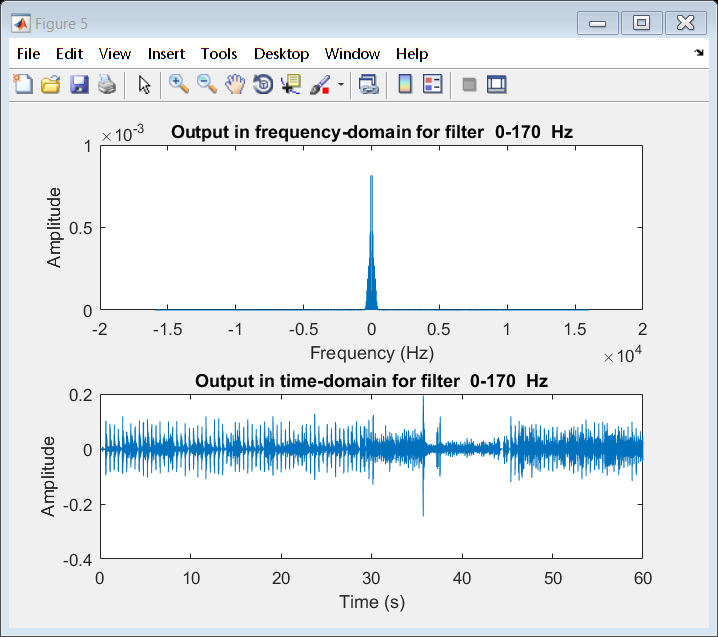 Figure 5
File Edit View Insert Tools Desktop Window Help
×10-3
Output in frequency-domain for filter  0-170  Hz
1
0.5
0
Amplitude
-2 -1.5 -1 -0.5 0 0.5 1 1.5 2
Frequency (Hz)
×104
Output in time-domain for filter  0-170  Hz
0.2
0
-0.2
-0.4
Amplitude
0 10 20 30 40 50 60
Time (s)